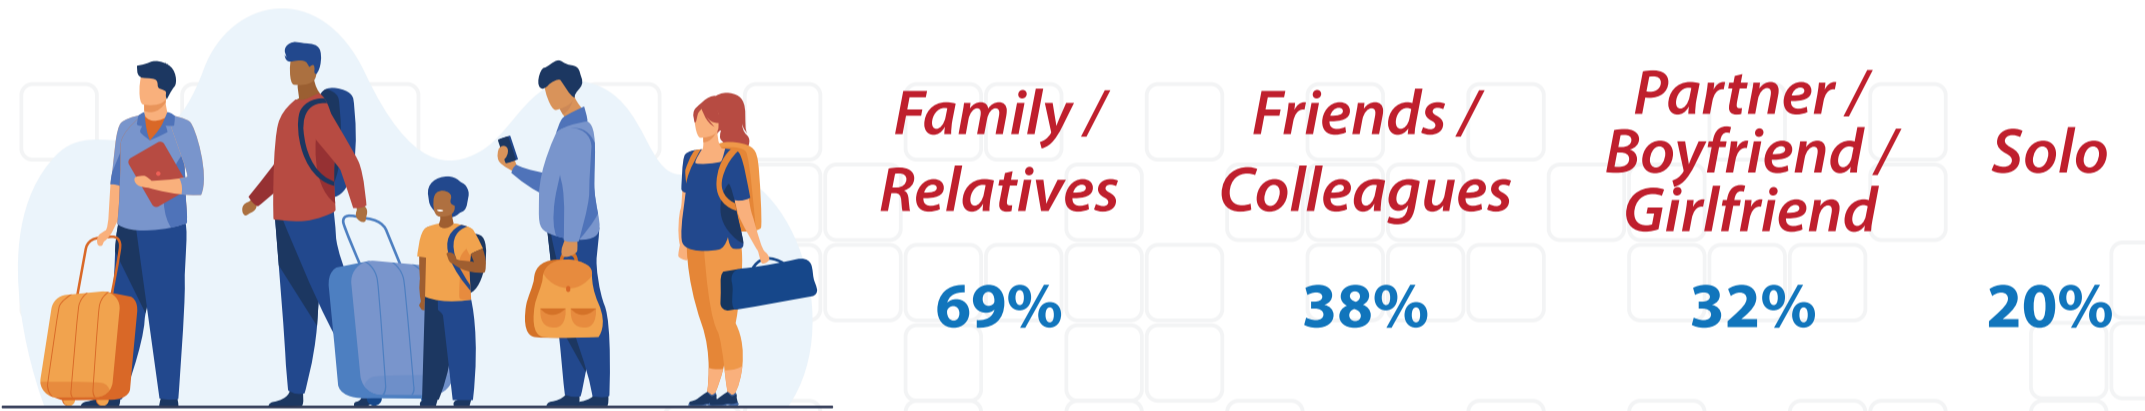 Family /
Relatives
69%
Friends /
Colleagues
38%
Partner /
Boyfriend /
Girlfriend
32%
Solo
20%